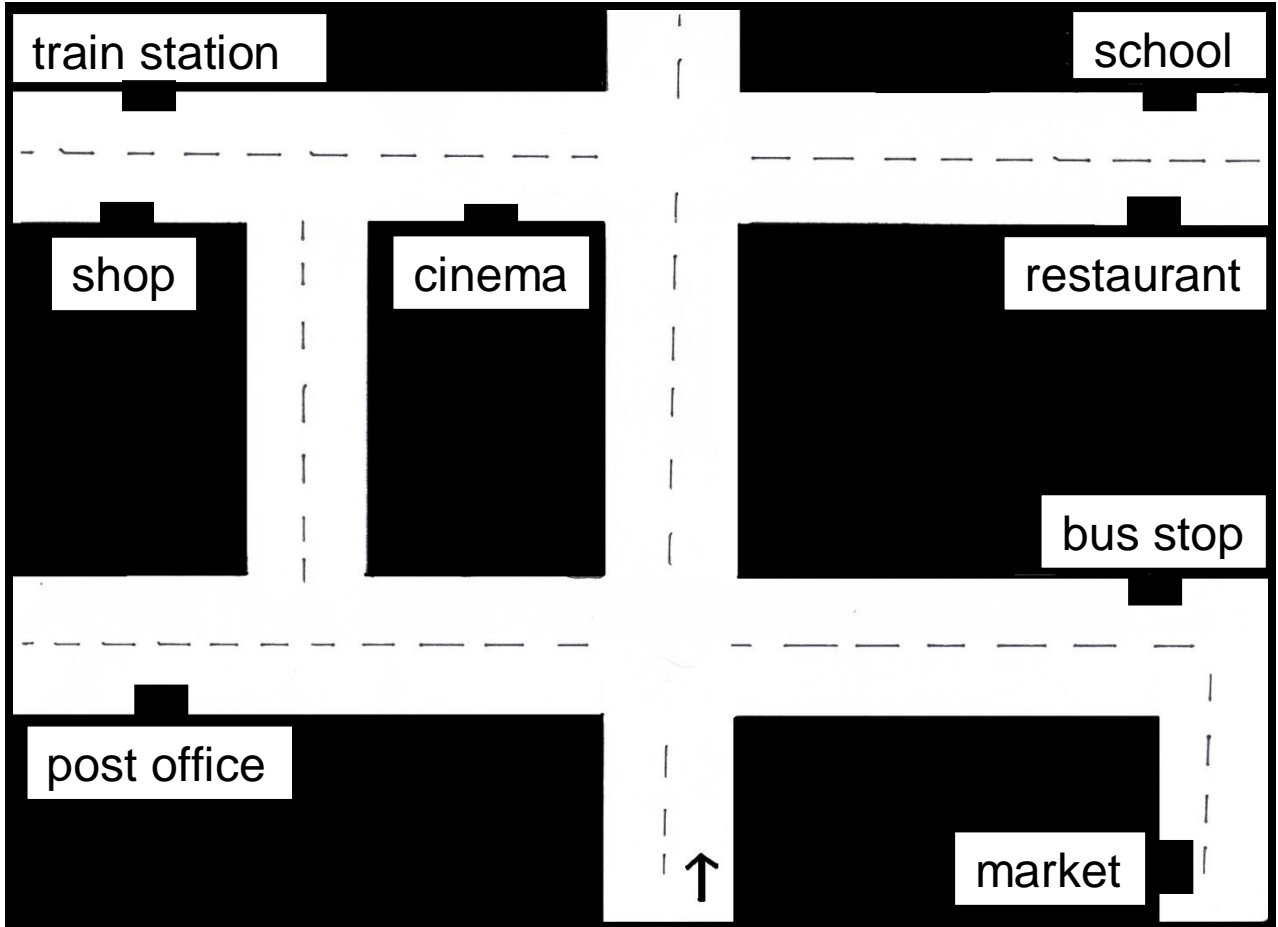 train station
school
shop
cinema
restaurant
bus stop
post office
market